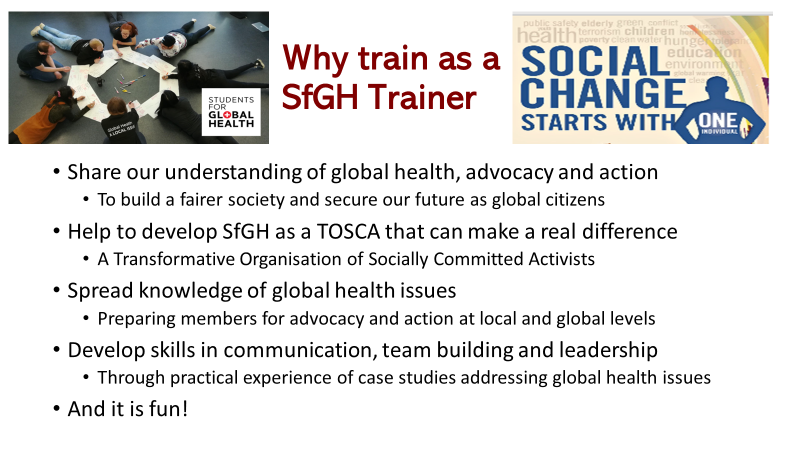 STUDENTS
FOR
GLOBAL
HEALTH
Why train as a
SfGH Trainer
public safety elderly green conflict
health terrorism children homelessness
poverty clean water hunger
education
environment
SOCIAL
CHANGE
STARTS WITH
ONE
INDIVIDUAL
• Share our understanding of global health, advocacy and action
• To build a fairer society and secure our future as global citizens
• Help to develop SfGH as a TOSCA that can make a real difference
• A Transformative Organisation of Socially Committed Activists
• Spread knowledge of global health issues
• Preparing members for advocacy and action at local and global levels
• Develop skills in communication, team building and leadership
• Through practical experience of case studies addressing global health issues
• And it is fun!